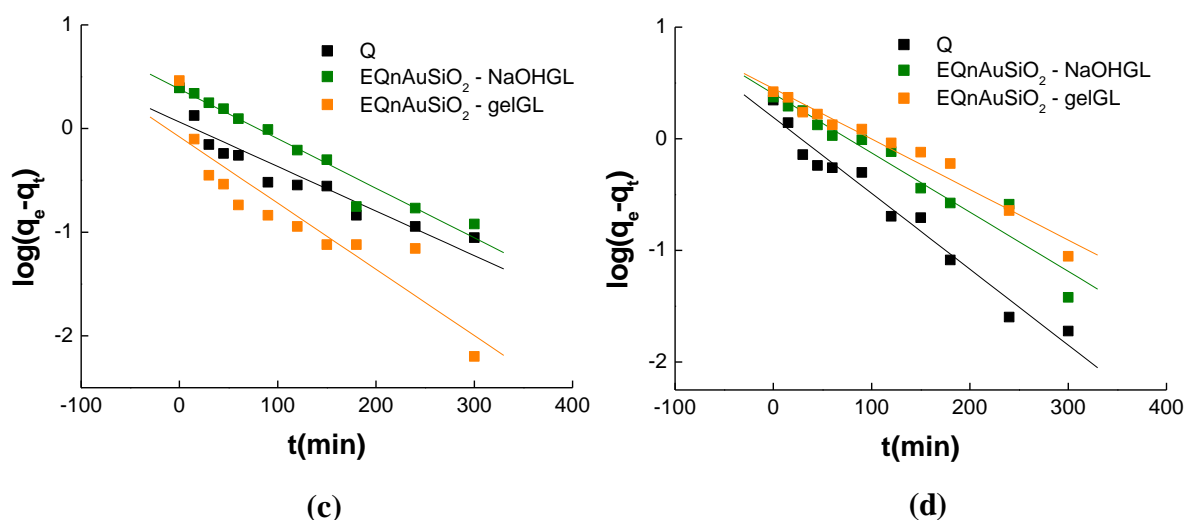 1
0
-1
-2
log(qₑ-qₜ)
Q
EQnAuSiO₂ - NaOHGL
EQnAuSiO₂ - gelGL
-100
0
100
200
300
400
t(min)
(c)
1
0
-1
-2
log(qₑ-qₜ)
Q
EQnAuSiO₂ - NaOHGL
EQnAuSiO₂ - gelGL
-100
0
100
200
300
400
t(min)
(d)